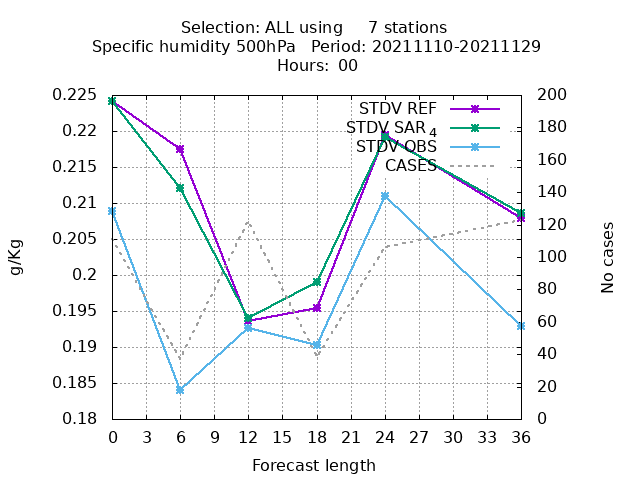 Selection: ALL using     7 stations
Specific humidity 500hPa   Period: 20211110-20211129
Hours: 00
STDV REF
STDV SAR 4
STDV OBS
CASES
0.225
0.22
0.215
0.21
0.205
0.2
0.195
0.19
0.185
0.18
g/Kg
200
180
160
140
120
100
80
60
40
20
0
No cases
0 3 6 9 12 15 18 21 24 27 30 33 36
Forecast length